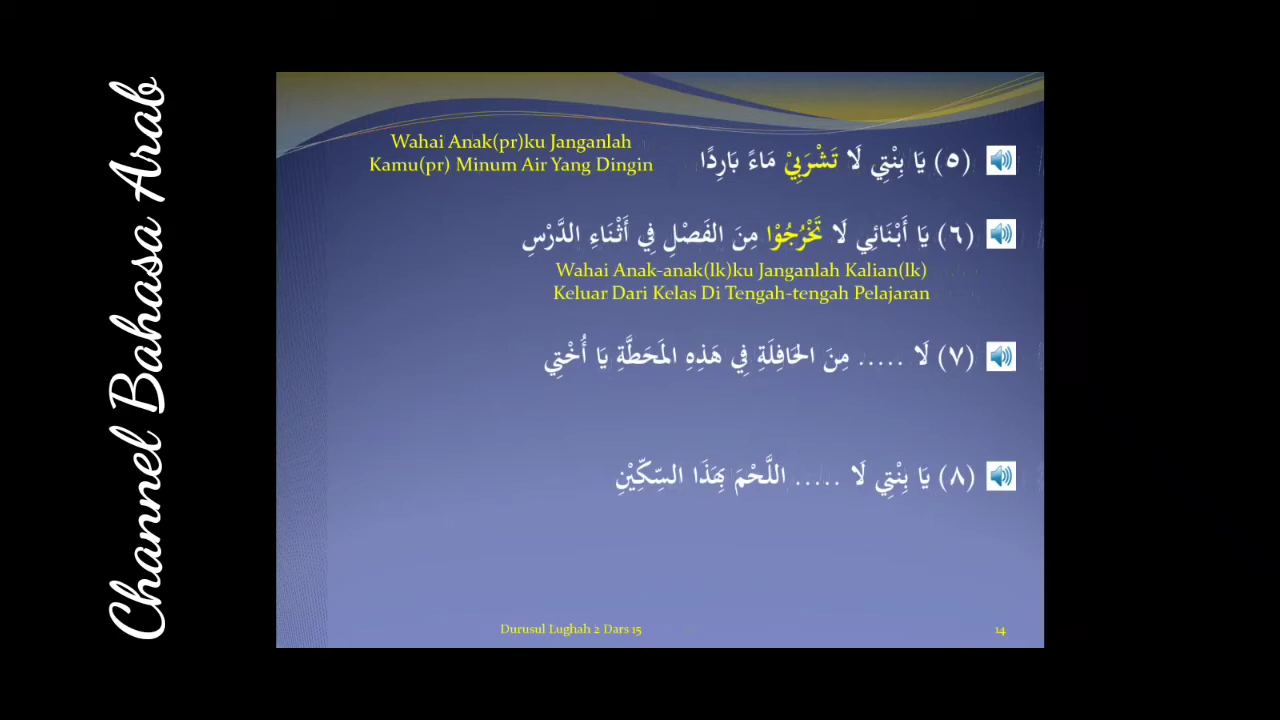 Channel Bahasa Arab
Wahai Anak(pr)ku Janganlah
Kamu(pr) Minum Air Yang Dingin
(٥) يَا بِنْتِي لَا تَشْرَبِيْ مَاءً بَارِدًا
(٦) يَا أَبْنَائِي لَا تَخْرُجُوْا مِنَ الفَصْلِ فِي أَثْنَاءِ الدَّرْسِ
Wahai Anak-anak(lk)ku Janganlah Kalian(lk)
Keluar Dari Kelas Di Tengah-tengah Pelajaran
(٧) لَا ..... مِنَ الحَافِلَةِ فِي هَذِهِ المَحَطَّةِ يَا أُخْتِي
(٨) يَا بِنْتِي لَا ..... اللَّحْمَ بِهَذَا السِّكِّيْنِ
Durusul Lughah 2 Dars 15
14